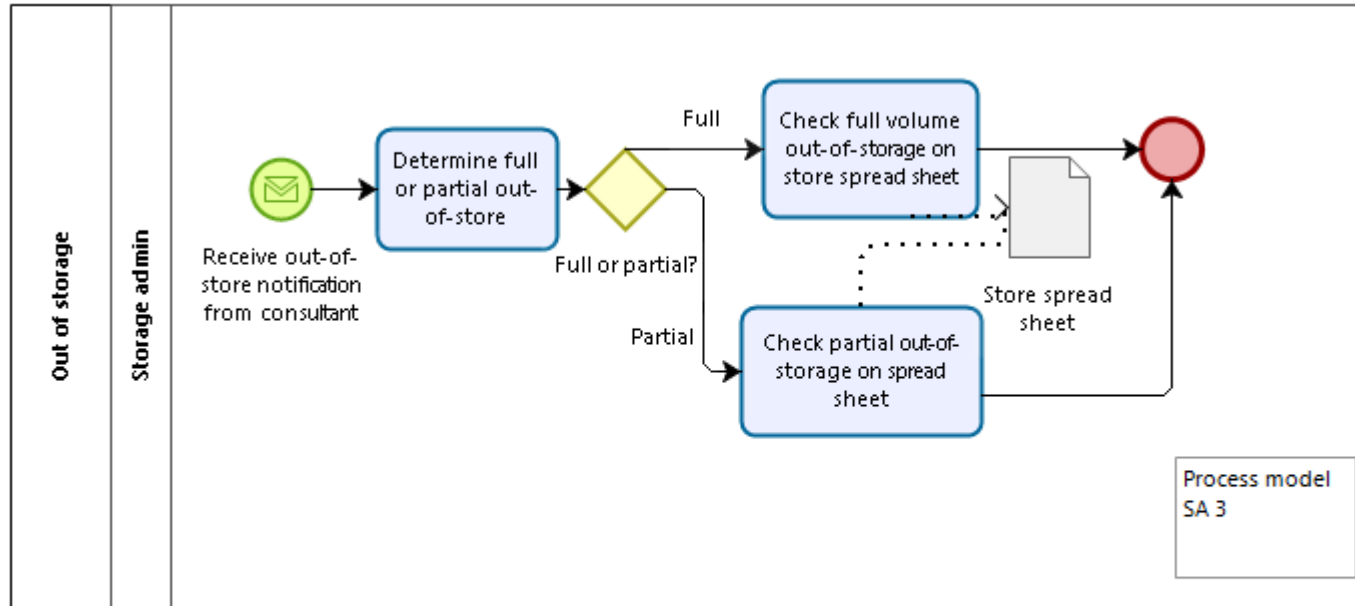 Out of storage
Storage admin
Receive out-of-
store notification
from consultant
Determine full
or partial out-
of-store
Full or partial?
Full
Partial
Check full volume
out-of-storage on
store spread sheet
Check partial out-of-
storage on spread
sheet
Store spread
sheet
Process model
SA 3